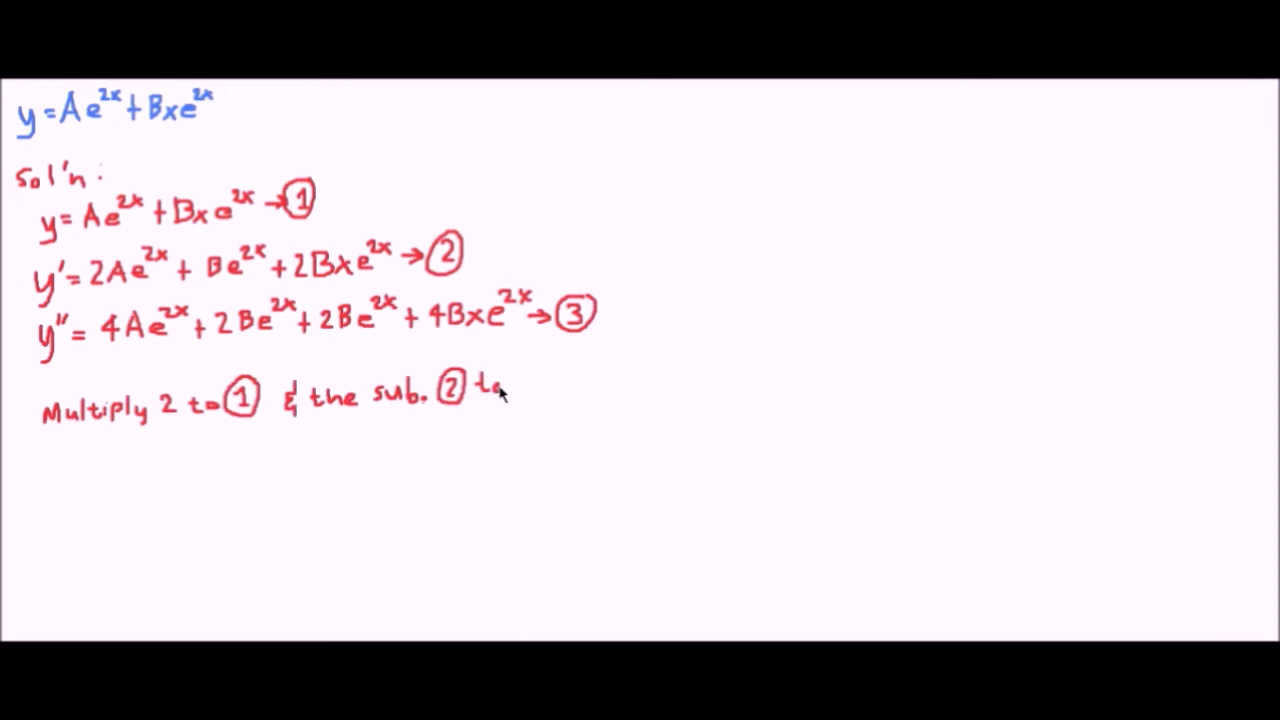 y = Ae^{2x} + Bxe^{2x}
Sol'n :
y = Ae^{2x} + Bxe^{2x} → ①
y' = 2Ae^{2x} + Be^{2x} + 2Bxe^{2x} → ②
y'' = 4Ae^{2x} + 2Be^{2x} + 2Be^{2x} + 4Bxe^{2x} → ③
Multiply 2 to ① & the sub. ② to